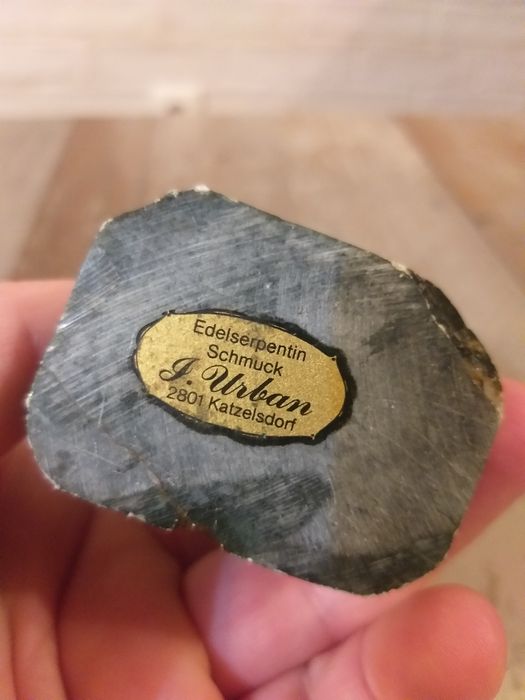 Edelserpentin
Schmuck
J. Urban
2801 Katzelsdorf